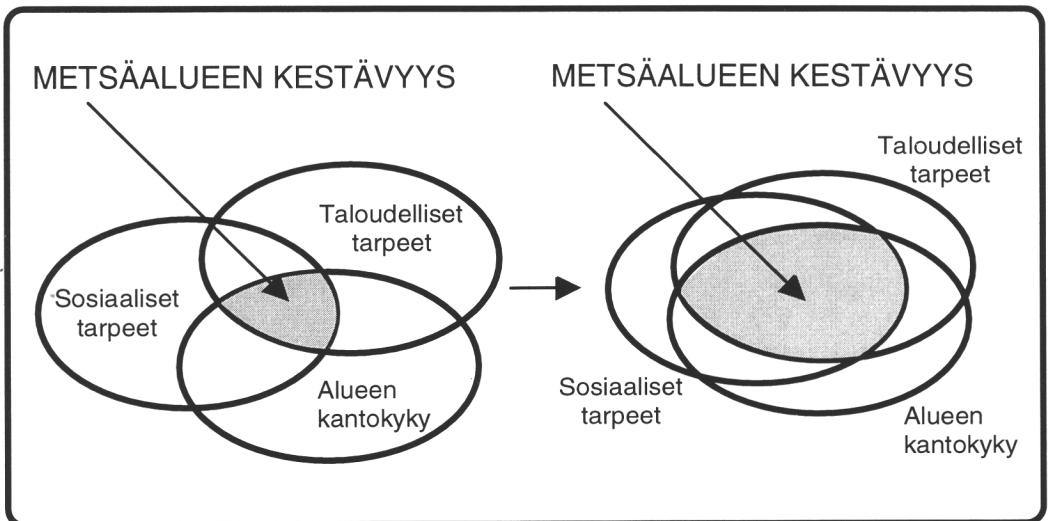 METSÄALUEEN KESTÄVYYS
Taloudelliset
tarpeet
Sosiaaliset
tarpeet
Alueen
kantokyky
METSÄALUEEN KESTÄVYYS
Taloudelliset
tarpeet
Sosiaaliset
tarpeet
Alueen
kantokyky